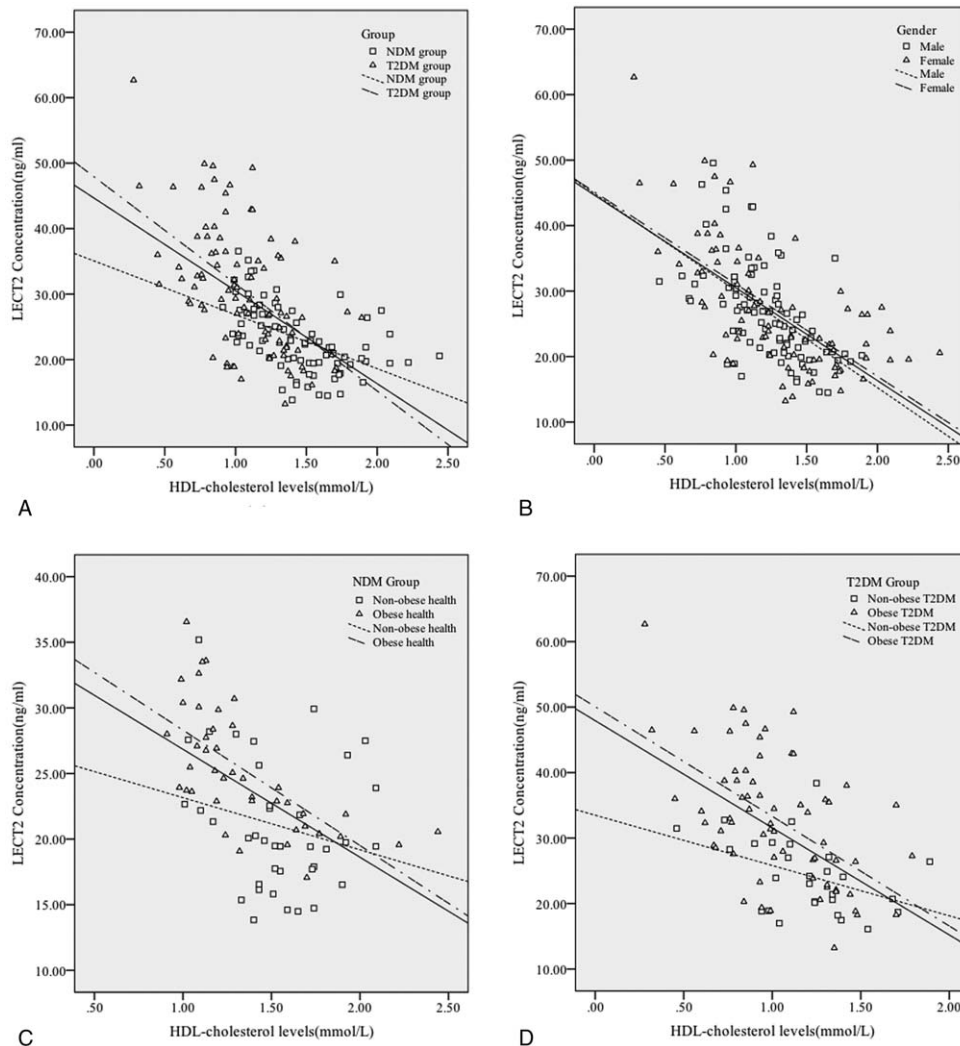 70.00
60.00
50.00
40.00
30.00
20.00
10.00
LECT2 Concentration(ng/ml)
Group
NDM group
T2DM group
NDM group
T2DM group
.00 .50 1.00 1.50 2.00 2.50
HDL-cholesterol levels(mmol/L)
A
70.00
60.00
50.00
40.00
30.00
20.00
10.00
LECT2 Concentration(ng/ml)
Gender
Male
Female
Male
Female
.00 .50 1.00 1.50 2.00 2.50
HDL-cholesterol levels(mmol/L)
B
40.00
35.00
30.00
25.00
20.00
15.00
10.00
LECT2 Concentration(ng/ml)
NDM Group
Non-obese health
Obese health
Non-obese health
Obese health
.50 1.00 1.50 2.00 2.50
HDL-cholesterol levels(mmol/L)
C
70.00
60.00
50.00
40.00
30.00
20.00
10.00
LECT2 Concentration(ng/ml)
T2DM Group
Non-obese T2DM
Obese T2DM
Non-obese T2DM
Obese T2DM
.00 .50 1.00 1.50 2.00
HDL-cholesterol levels(mmol/L)
D